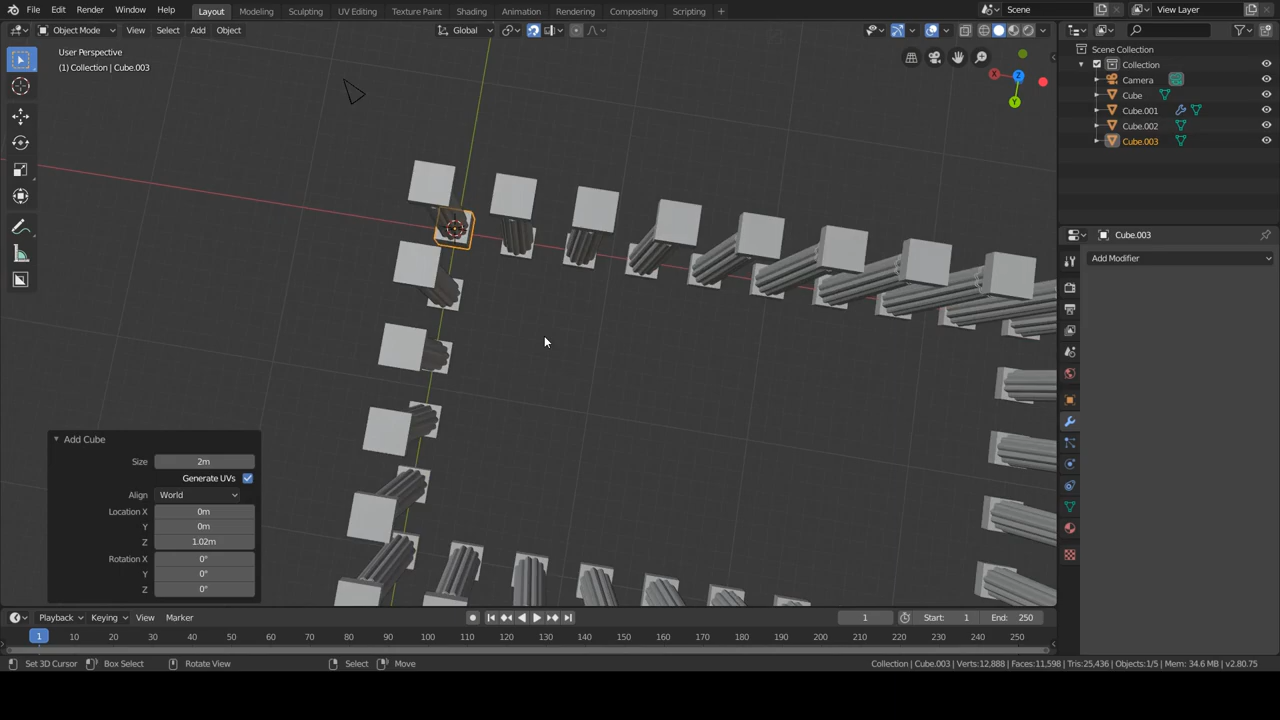 File Edit Render Window Help Layout Modeling Sculpting UV Editing Texture Paint Shading Animation Rendering Compositing Scripting + Scene View Layer
Object Mode View Select Add Object Global
User Perspective
(1) Collection | Cube.003
X
Z
Y
Scene Collection
Collection
Camera
Cube
Cube.001
Cube.002
Cube.003
Cube.003
Add Modifier
Add Cube
Size 2m
Generate UVs
Align World
Location X 0m
Y 0m
Z 1.02m
Rotation X 0°
Y 0°
Z 0°
Playback Keying View Marker 1 Start: 1 End: 250
1 10 20 30 40 50 60 70 80 90 100 110 120 130 140 150 160 170 180 190 200 210 220 230 240 250
Set 3D Cursor Box Select Rotate View Select Move Collection | Cube.003 | Verts:12,888 | Faces:11,598 | Tris:25,436 | Objects:1/5 | Mem: 34.6 MB | v2.80.75